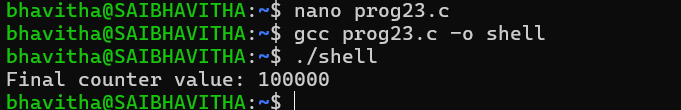 bhavitha@SAIBHAVITHA:~$ nano prog23.c
bhavitha@SAIBHAVITHA:~$ gcc prog23.c -o shell
bhavitha@SAIBHAVITHA:~$ ./shell
Final counter value: 100000
bhavitha@SAIBHAVITHA:~$